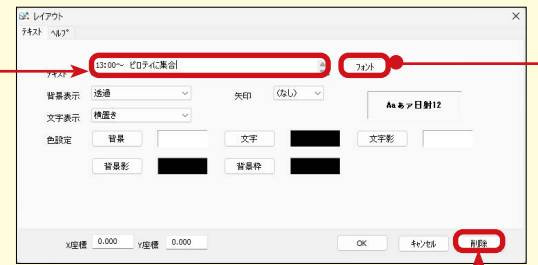 レイアウト
テキスト ヘルプ
13:00～ ピロティに集合
テキスト フォント
背景表示 透過 矢印 (なし)
Aaあァ日射12
文字表示 横置き
色設定 背景 文字 文字影
背景影 背景枠
X座標 0.000 Y座標 0.000 OK キャンセル 削除